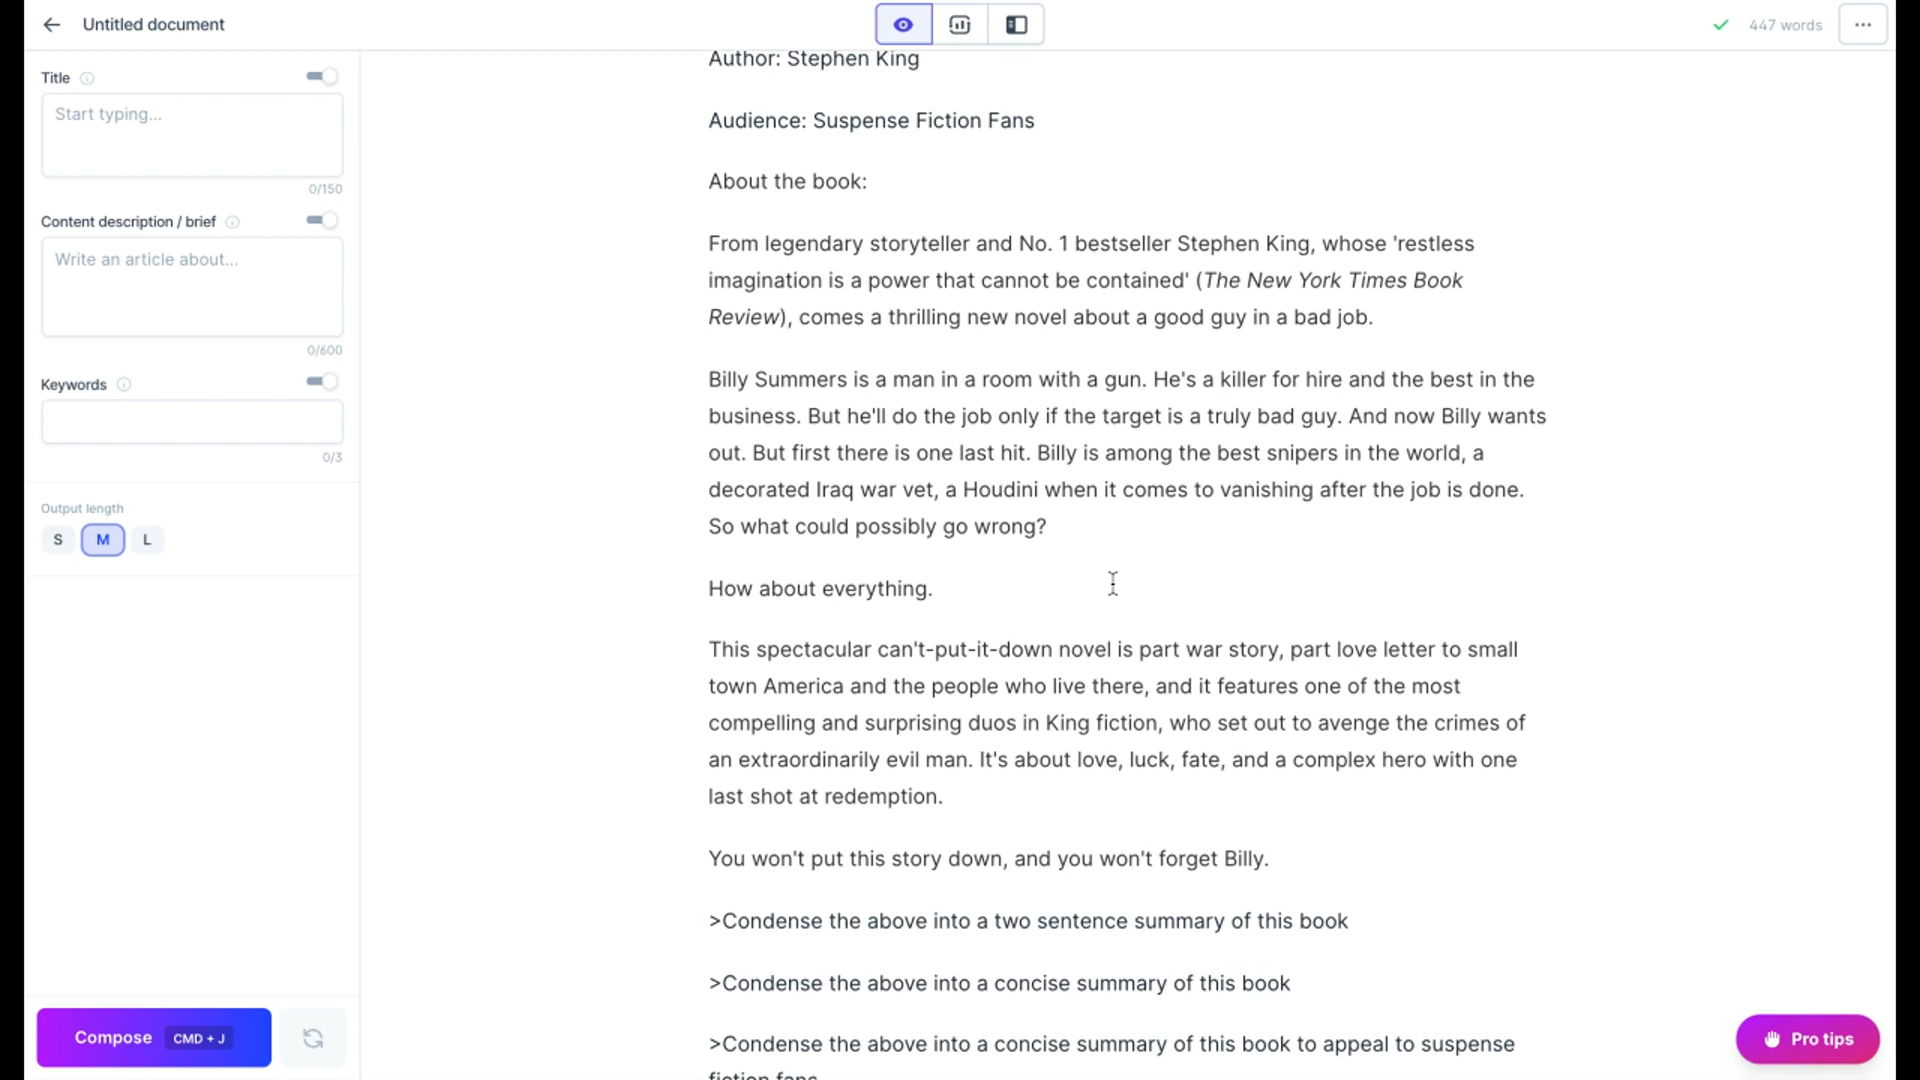 Untitled document
447 words
Title
Start typing...
0/150
Content description / brief
Write an article about...
0/600
Keywords
0/3
Output length
S M L
Compose CMD + J
Author: Stephen King
Audience: Suspense Fiction Fans
About the book:
From legendary storyteller and No. 1 bestseller Stephen King, whose 'restless
imagination is a power that cannot be contained' (The New York Times Book
Review), comes a thrilling new novel about a good guy in a bad job.
Billy Summers is a man in a room with a gun. He's a killer for hire and the best in the
business. But he'll do the job only if the target is a truly bad guy. And now Billy wants
out. But first there is one last hit. Billy is among the best snipers in the world, a
decorated Iraq war vet, a Houdini when it comes to vanishing after the job is done.
So what could possibly go wrong?
How about everything.
This spectacular can't-put-it-down novel is part war story, part love letter to small
town America and the people who live there, and it features one of the most
compelling and surprising duos in King fiction, who set out to avenge the crimes of
an extraordinarily evil man. It's about love, luck, fate, and a complex hero with one
last shot at redemption.
You won't put this story down, and you won't forget Billy.
>Condense the above into a two sentence summary of this book
>Condense the above into a concise summary of this book
>Condense the above into a concise summary of this book to appeal to suspense
fiction fans
Pro tips